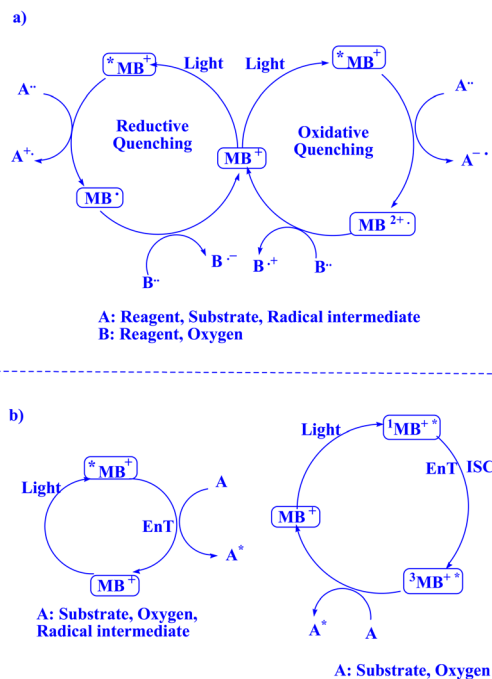 a)
*MB+
Light
Light
*MB+
A··
A··
Reductive
Quenching
Oxidative
Quenching
MB+
A+·
A−·
MB·
MB2+·
B·−
B·+
B··
B··
A: Reagent, Substrate, Radical intermediate
B: Reagent, Oxygen
b)
Light
1MB+*
*MB+
Light
EnT
ISC
A
EnT
MB+
A*
MB+
3MB+*
A: Substrate, Oxygen,
Radical intermediate
A*
A
A: Substrate, Oxygen